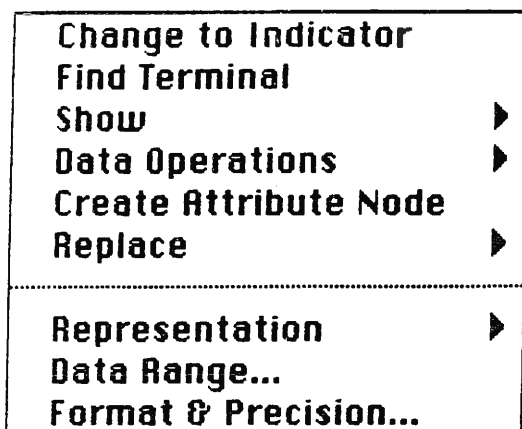 Change to Indicator
Find Terminal
Show
Data Operations
Create Attribute Node
Replace
Representation
Data Range...
Format & Precision...